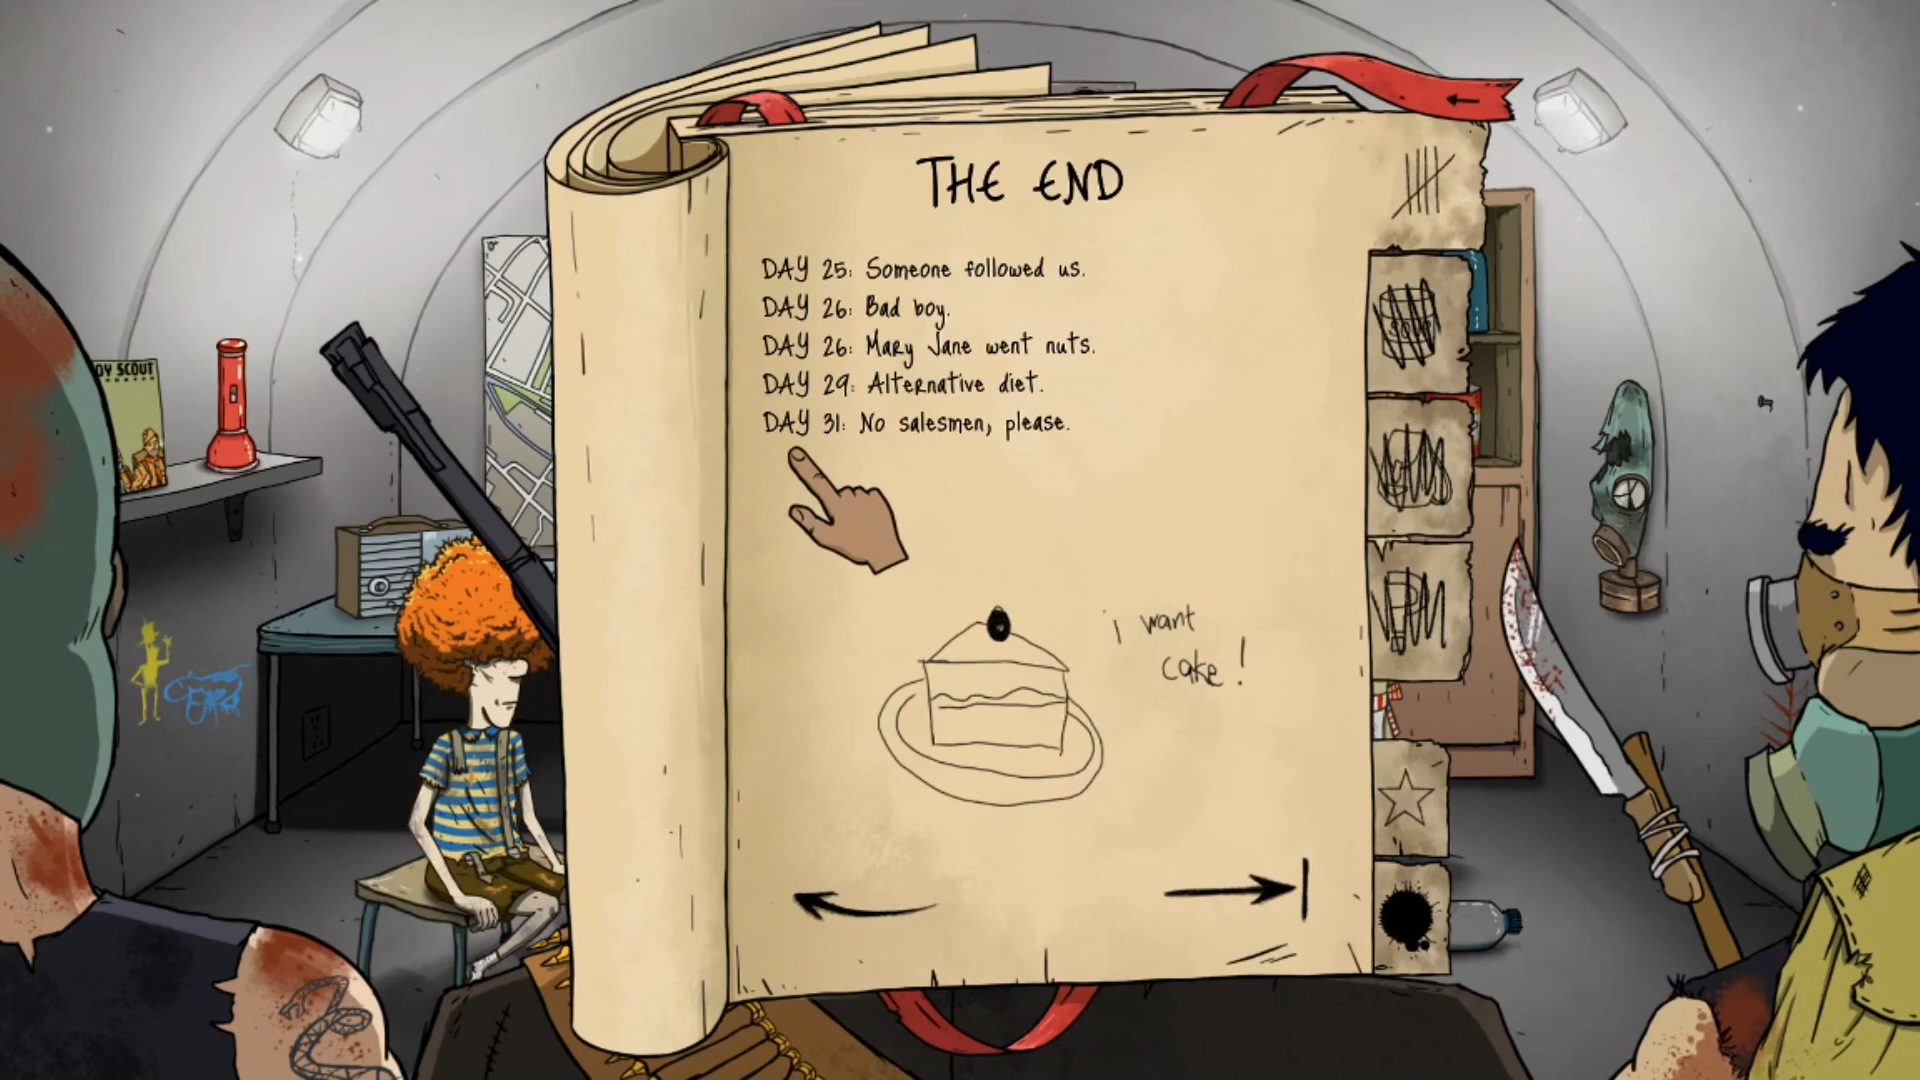 THE END
DAY 25: Someone followed us.
DAY 26: Bad boy.
DAY 26: Mary Jane went nuts.
DAY 29: Alternative diet.
DAY 31: No salesmen, please.
i want
cake!
SCOUT